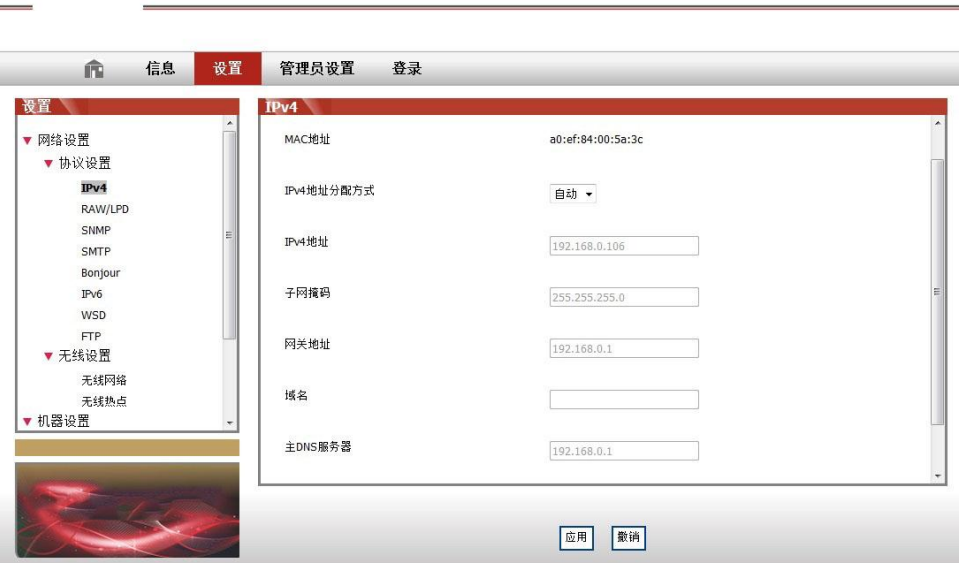 信息 设置 管理员设置 登录
设置
网络设置
协议设置
IPv4
RAW/LPD
SNMP
SMTP
Bonjour
IPv6
WSD
FTP
无线设置
无线网络
无线热点
机器设置
IPv4
MAC地址 a0:ef:84:00:5a:3c
IPv4地址分配方式 自动
IPv4地址 192.168.0.106
子网掩码 255.255.255.0
网关地址 192.168.0.1
域名
主DNS服务器 192.168.0.1
应用 撤销